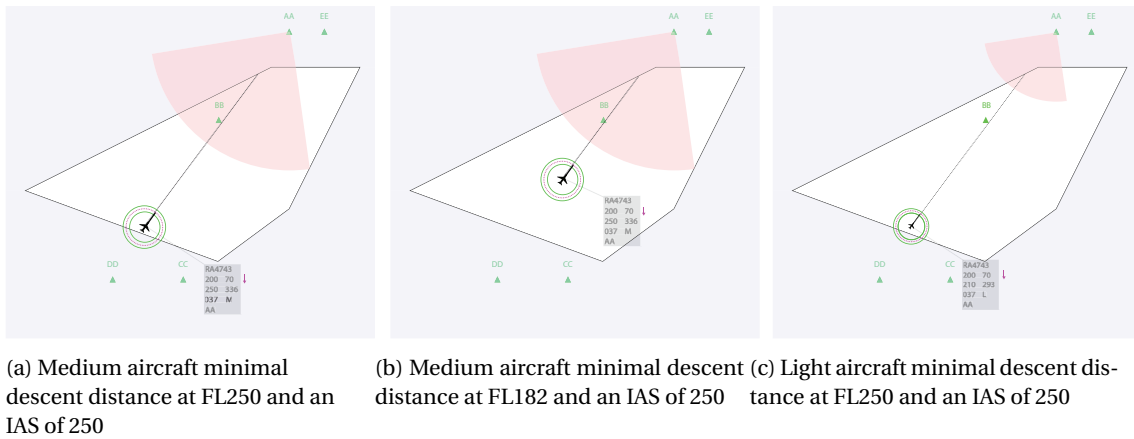 AA EE
BB
DD CC
RA4743
200 70
250 336
037 M
AA
AA EE
BB
RA4743
200 70
250 336
037 M
AA
DD CC
AA EE
BB
DD CC
RA4743
200 70
210 293
037 L
AA
(a) Medium aircraft minimal
descent distance at FL250 and an
IAS of 250
(b) Medium aircraft minimal descent
distance at FL182 and an IAS of 250
(c) Light aircraft minimal descent dis-
tance at FL250 and an IAS of 250